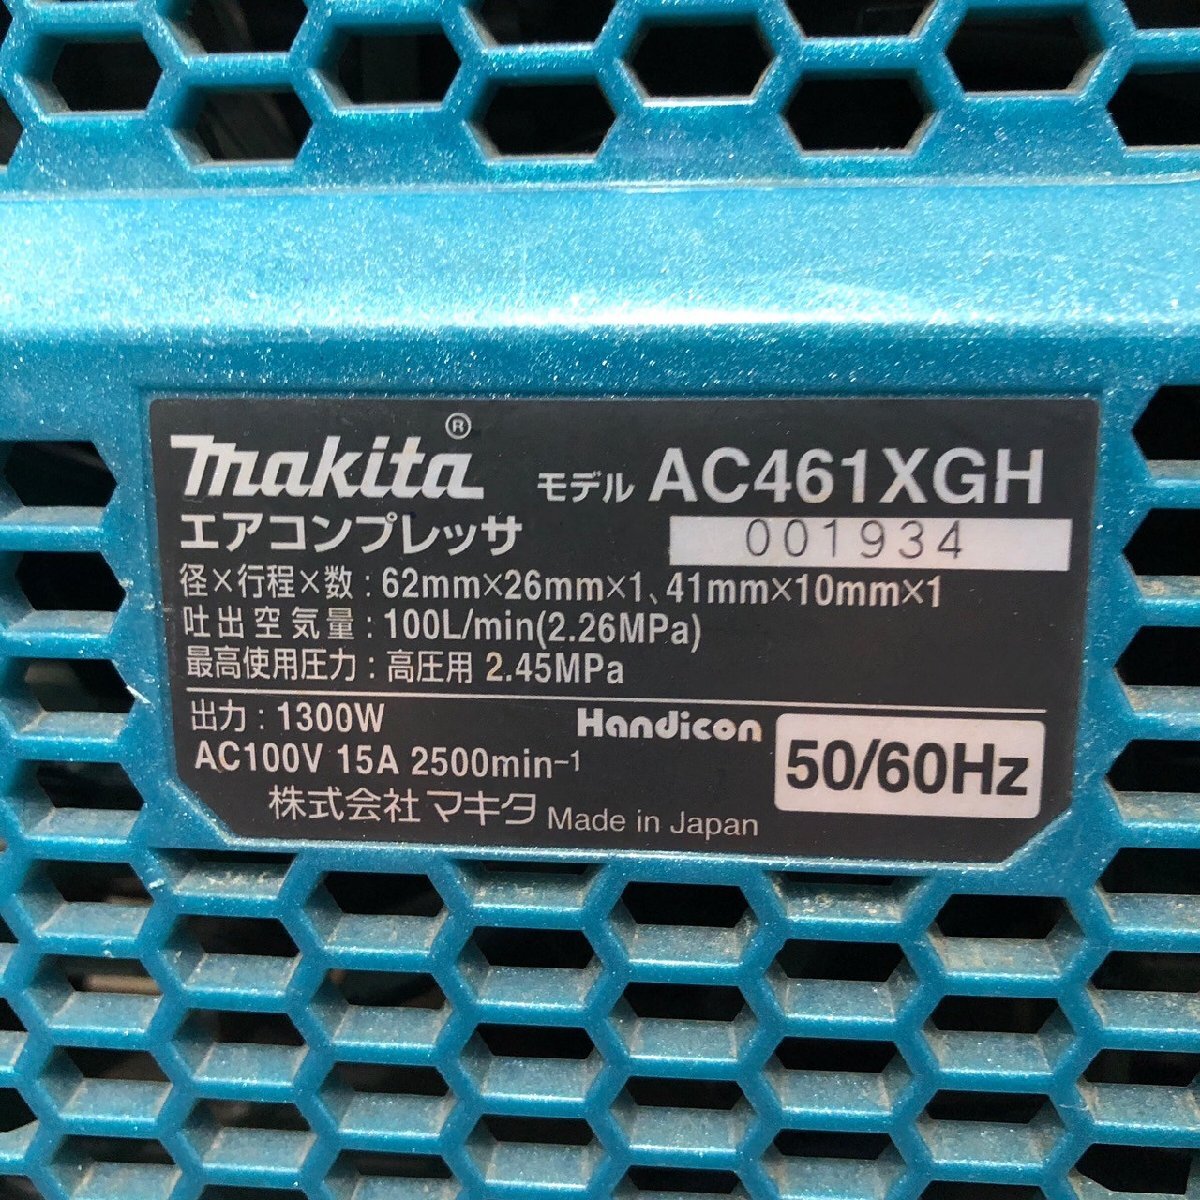 makita®
モデル AC461XGH
エアコンプレッサ 001934
径×行程×数：62mm×26mm×1、41mm×10mm×1
吐出空気量：100L/min(2.26MPa)
最高使用圧力：高圧用 2.45MPa
出力：1300W Handicon
AC100V 15A 2500min-1 50/60Hz
株式会社 マキタ Made in Japan